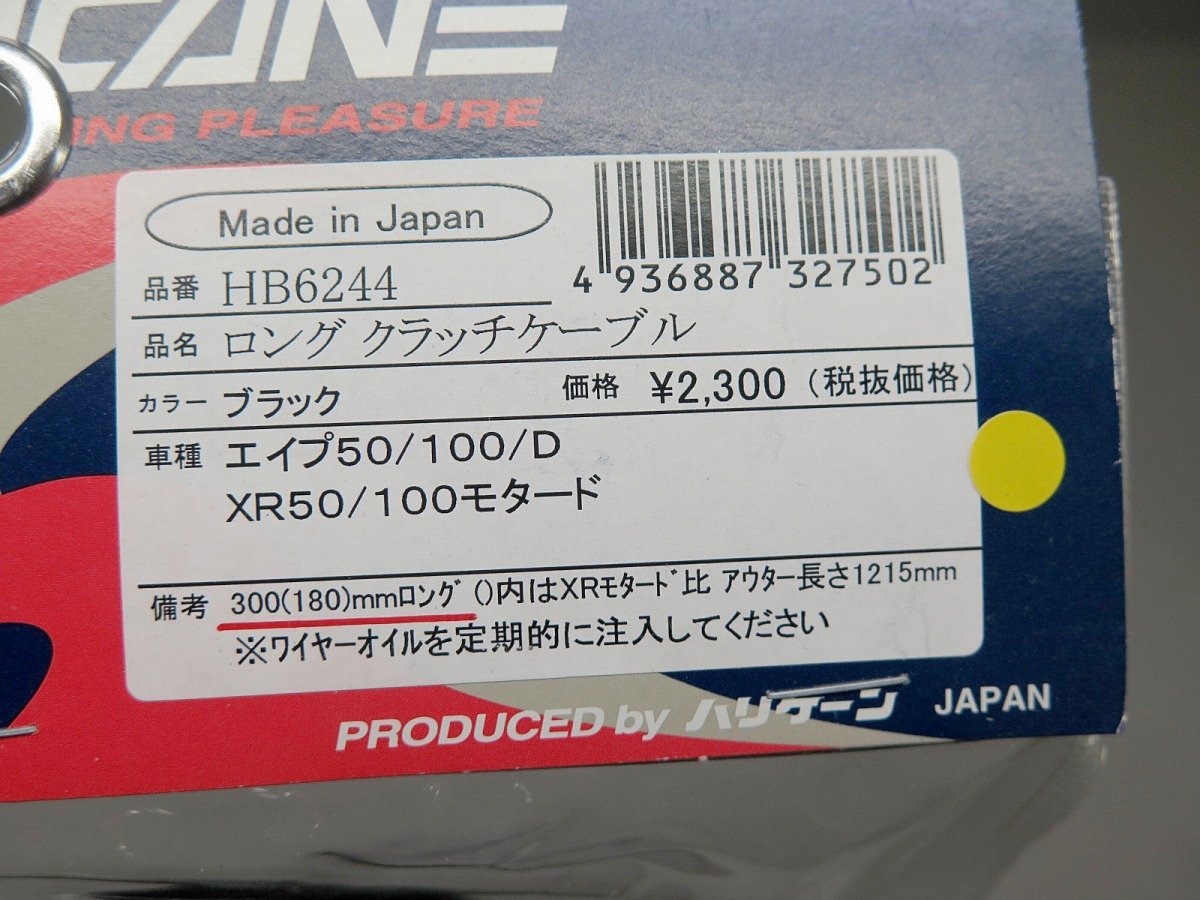 ING PLEASURE
Made in Japan
4 936887 327502
品番 HB6244
品名 ロング クラッチケーブル
カラー ブラック 価格 ¥2,300 (税抜価格)
車種 エイプ50/100/D
XR50/100モタード
備考 300(180)mmﾛﾝｸﾞ ()内はXRﾓﾀｰﾄﾞ比 アウター長さ1215mm
※ワイヤーオイルを定期的に注入してください
PRODUCED by ハリケーン JAPAN